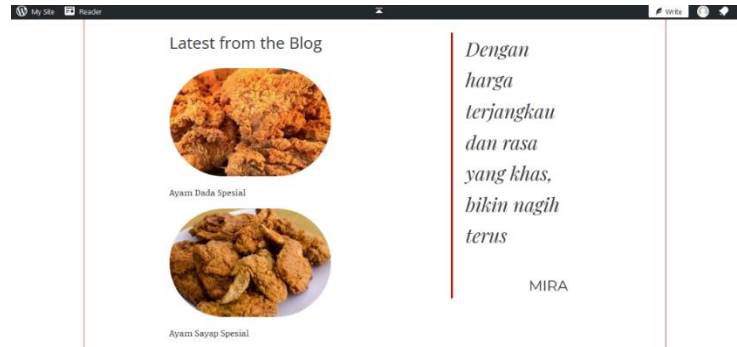 My Site Reader Write
Latest from the Blog
Ayam Dada Spesial
Ayam Sayap Spesial
Dengan
harga
terjangkau
dan rasa
yang khas,
bikin nagih
terus
MIRA